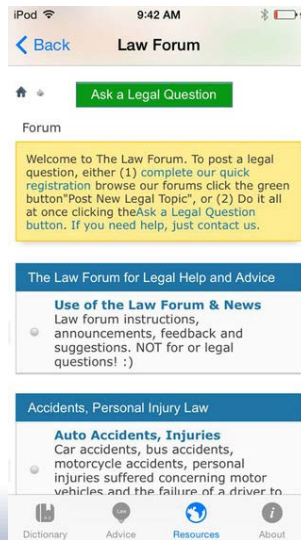 iPod 9:42 AM
Back Law Forum
Ask a Legal Question
Forum
Welcome to The Law Forum. To post a legal
question, either (1) complete our quick
registration browse our forums click the green
button"Post New Legal Topic", or (2) Do it all
at once clicking theAsk a Legal Question
button. If you need help, just contact us.
The Law Forum for Legal Help and Advice
Use of the Law Forum & News
Law forum instructions,
announcements, feedback and
suggestions. NOT for or legal
questions! :)
Accidents, Personal Injury Law
Auto Accidents, Injuries
Car accidents, bus accidents,
motorcycle accidents, personal
injuries suffered concerning motor
vehicles and the failure of a driver to
Dictionary Advice Resources About